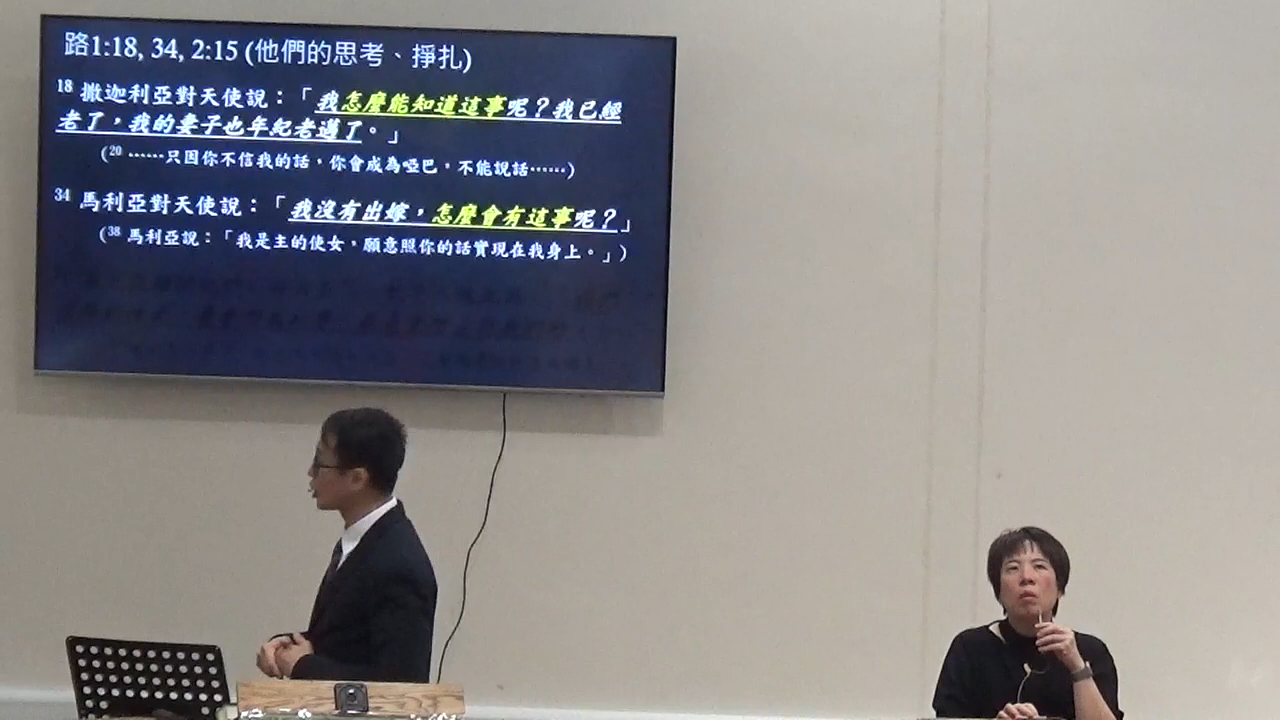 路1:18, 34, 2:15 (他們的思考、掙扎)
18 撒迦利亞對天使說：「我怎麼能知道這事呢？我已經
老了，我的妻子也年紀老邁了。」
(20 ……只因你不信我的話，你會成為啞巴，不能說話……)
34 馬利亞對天使說：「我沒有出嫁，怎麼會有這事呢？」
(38 馬利亞說：「我是主的使女，願意照你的話實現在我身上。」)